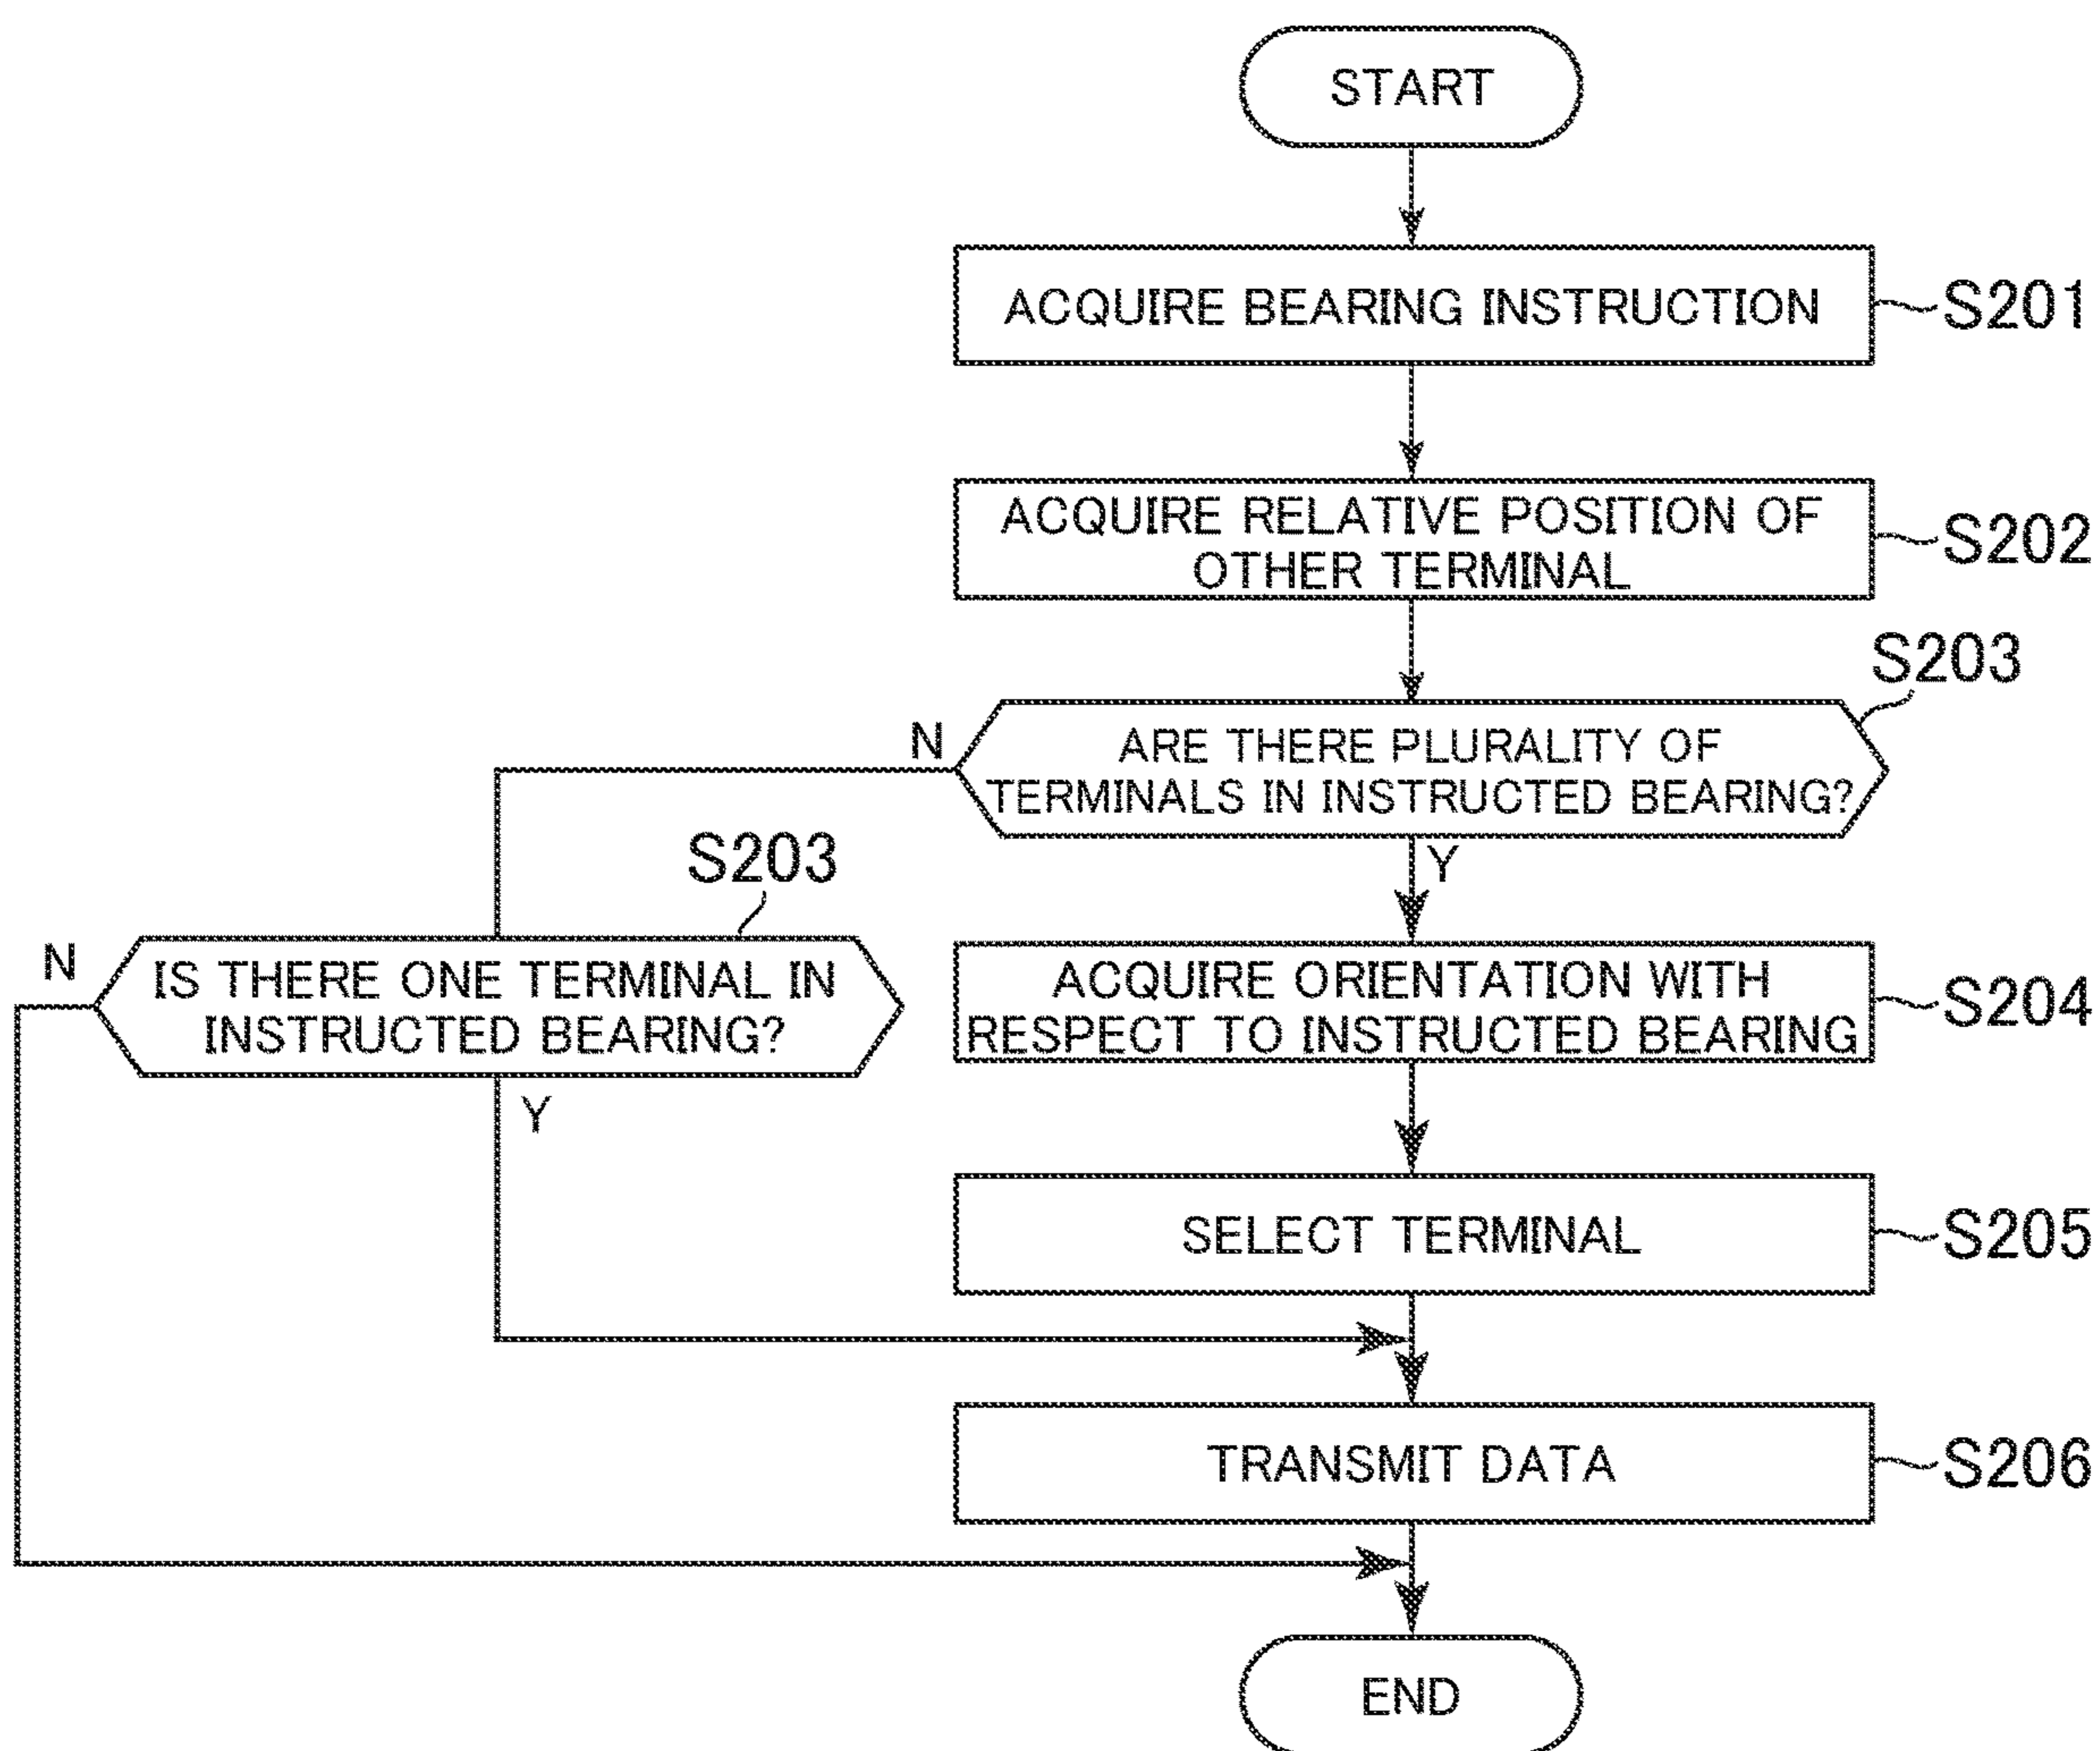 START
ACQUIRE BEARING INSTRUCTION
S201
ACQUIRE RELATIVE POSITION OF
OTHER TERMINAL
S202
S203
N
ARE THERE PLURALITY OF
TERMINALS IN INSTRUCTED BEARING?
Y
S203
N
IS THERE ONE TERMINAL IN
INSTRUCTED BEARING?
Y
ACQUIRE ORIENTATION WITH
RESPECT TO INSTRUCTED BEARING
S204
SELECT TERMINAL
S205
TRANSMIT DATA
S206
END